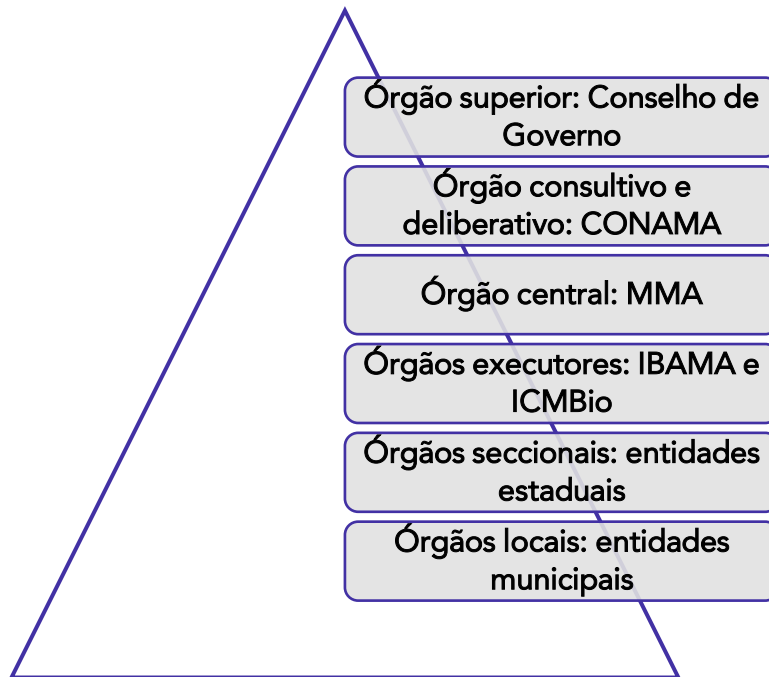 Órgão superior: Conselho de
Governo
Órgão consultivo e
deliberativo: CONAMA
Órgão central: MMA
Órgãos executores: IBAMA e
ICMBio
Órgãos seccionais: entidades
estaduais
Órgãos locais: entidades
municipais